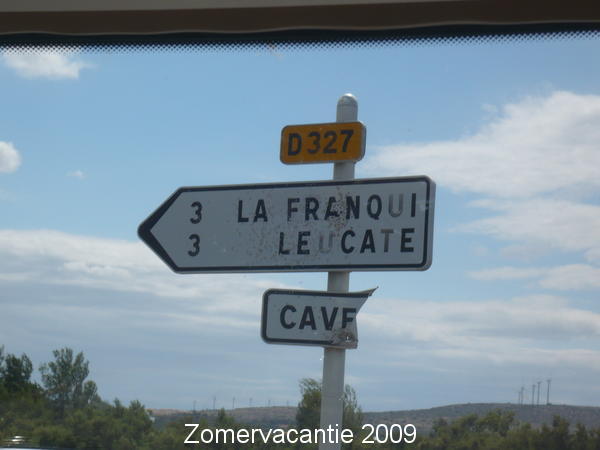 D327
3 LA FRANQUI
3 LEUCATE
CAVE
Zomervacantie 2009